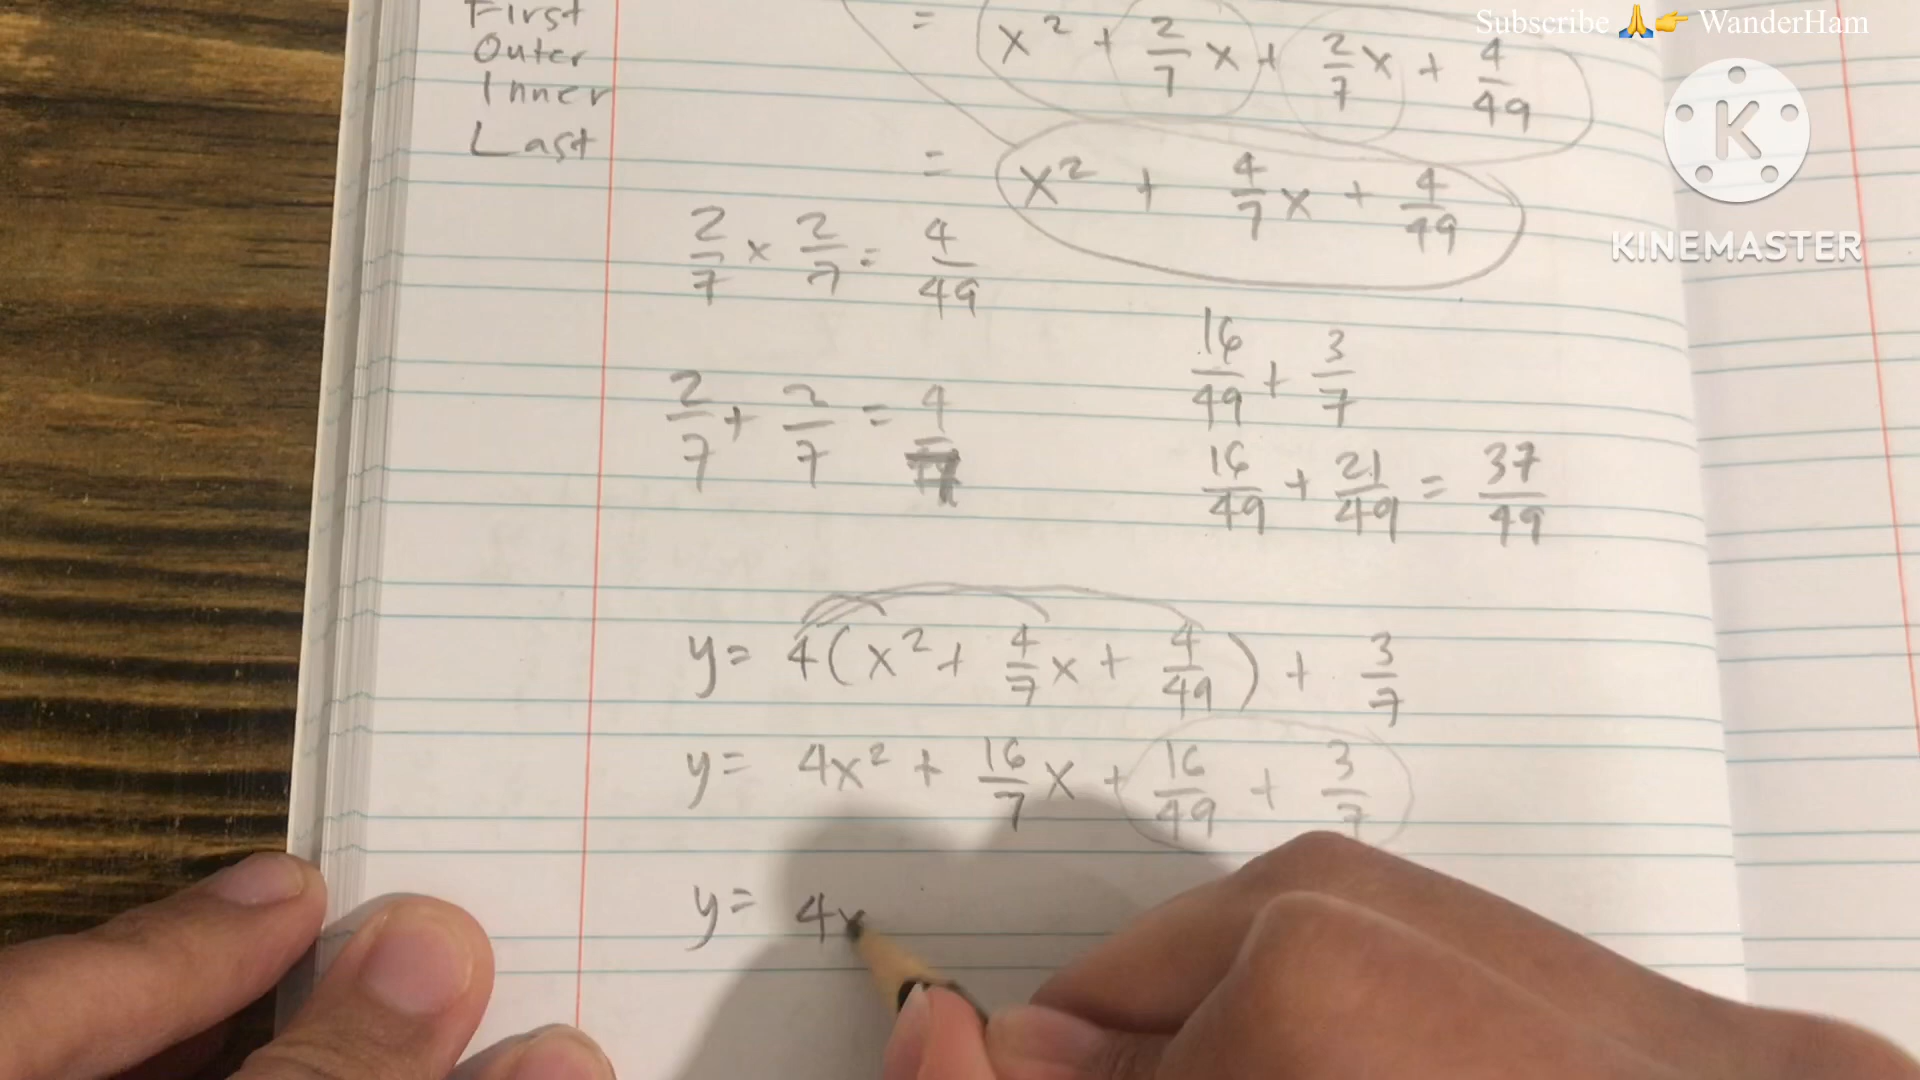 Subscribe 🙏👉 WanderHam
K
KINEMASTER
First
Outer
Inner
Last
= x² + 2/7 x + 2/7 x + 4/49
= x² + 4/7 x + 4/49
2/7 × 2/7 = 4/49
2/7 + 2/7 = 4/7
16/49 + 3/7
16/49 + 21/49 = 37/49
y = 4(x² + 4/7 x + 4/49) + 3/7
y = 4x² + 16/7 x + 16/49 + 3/7
y = 4x